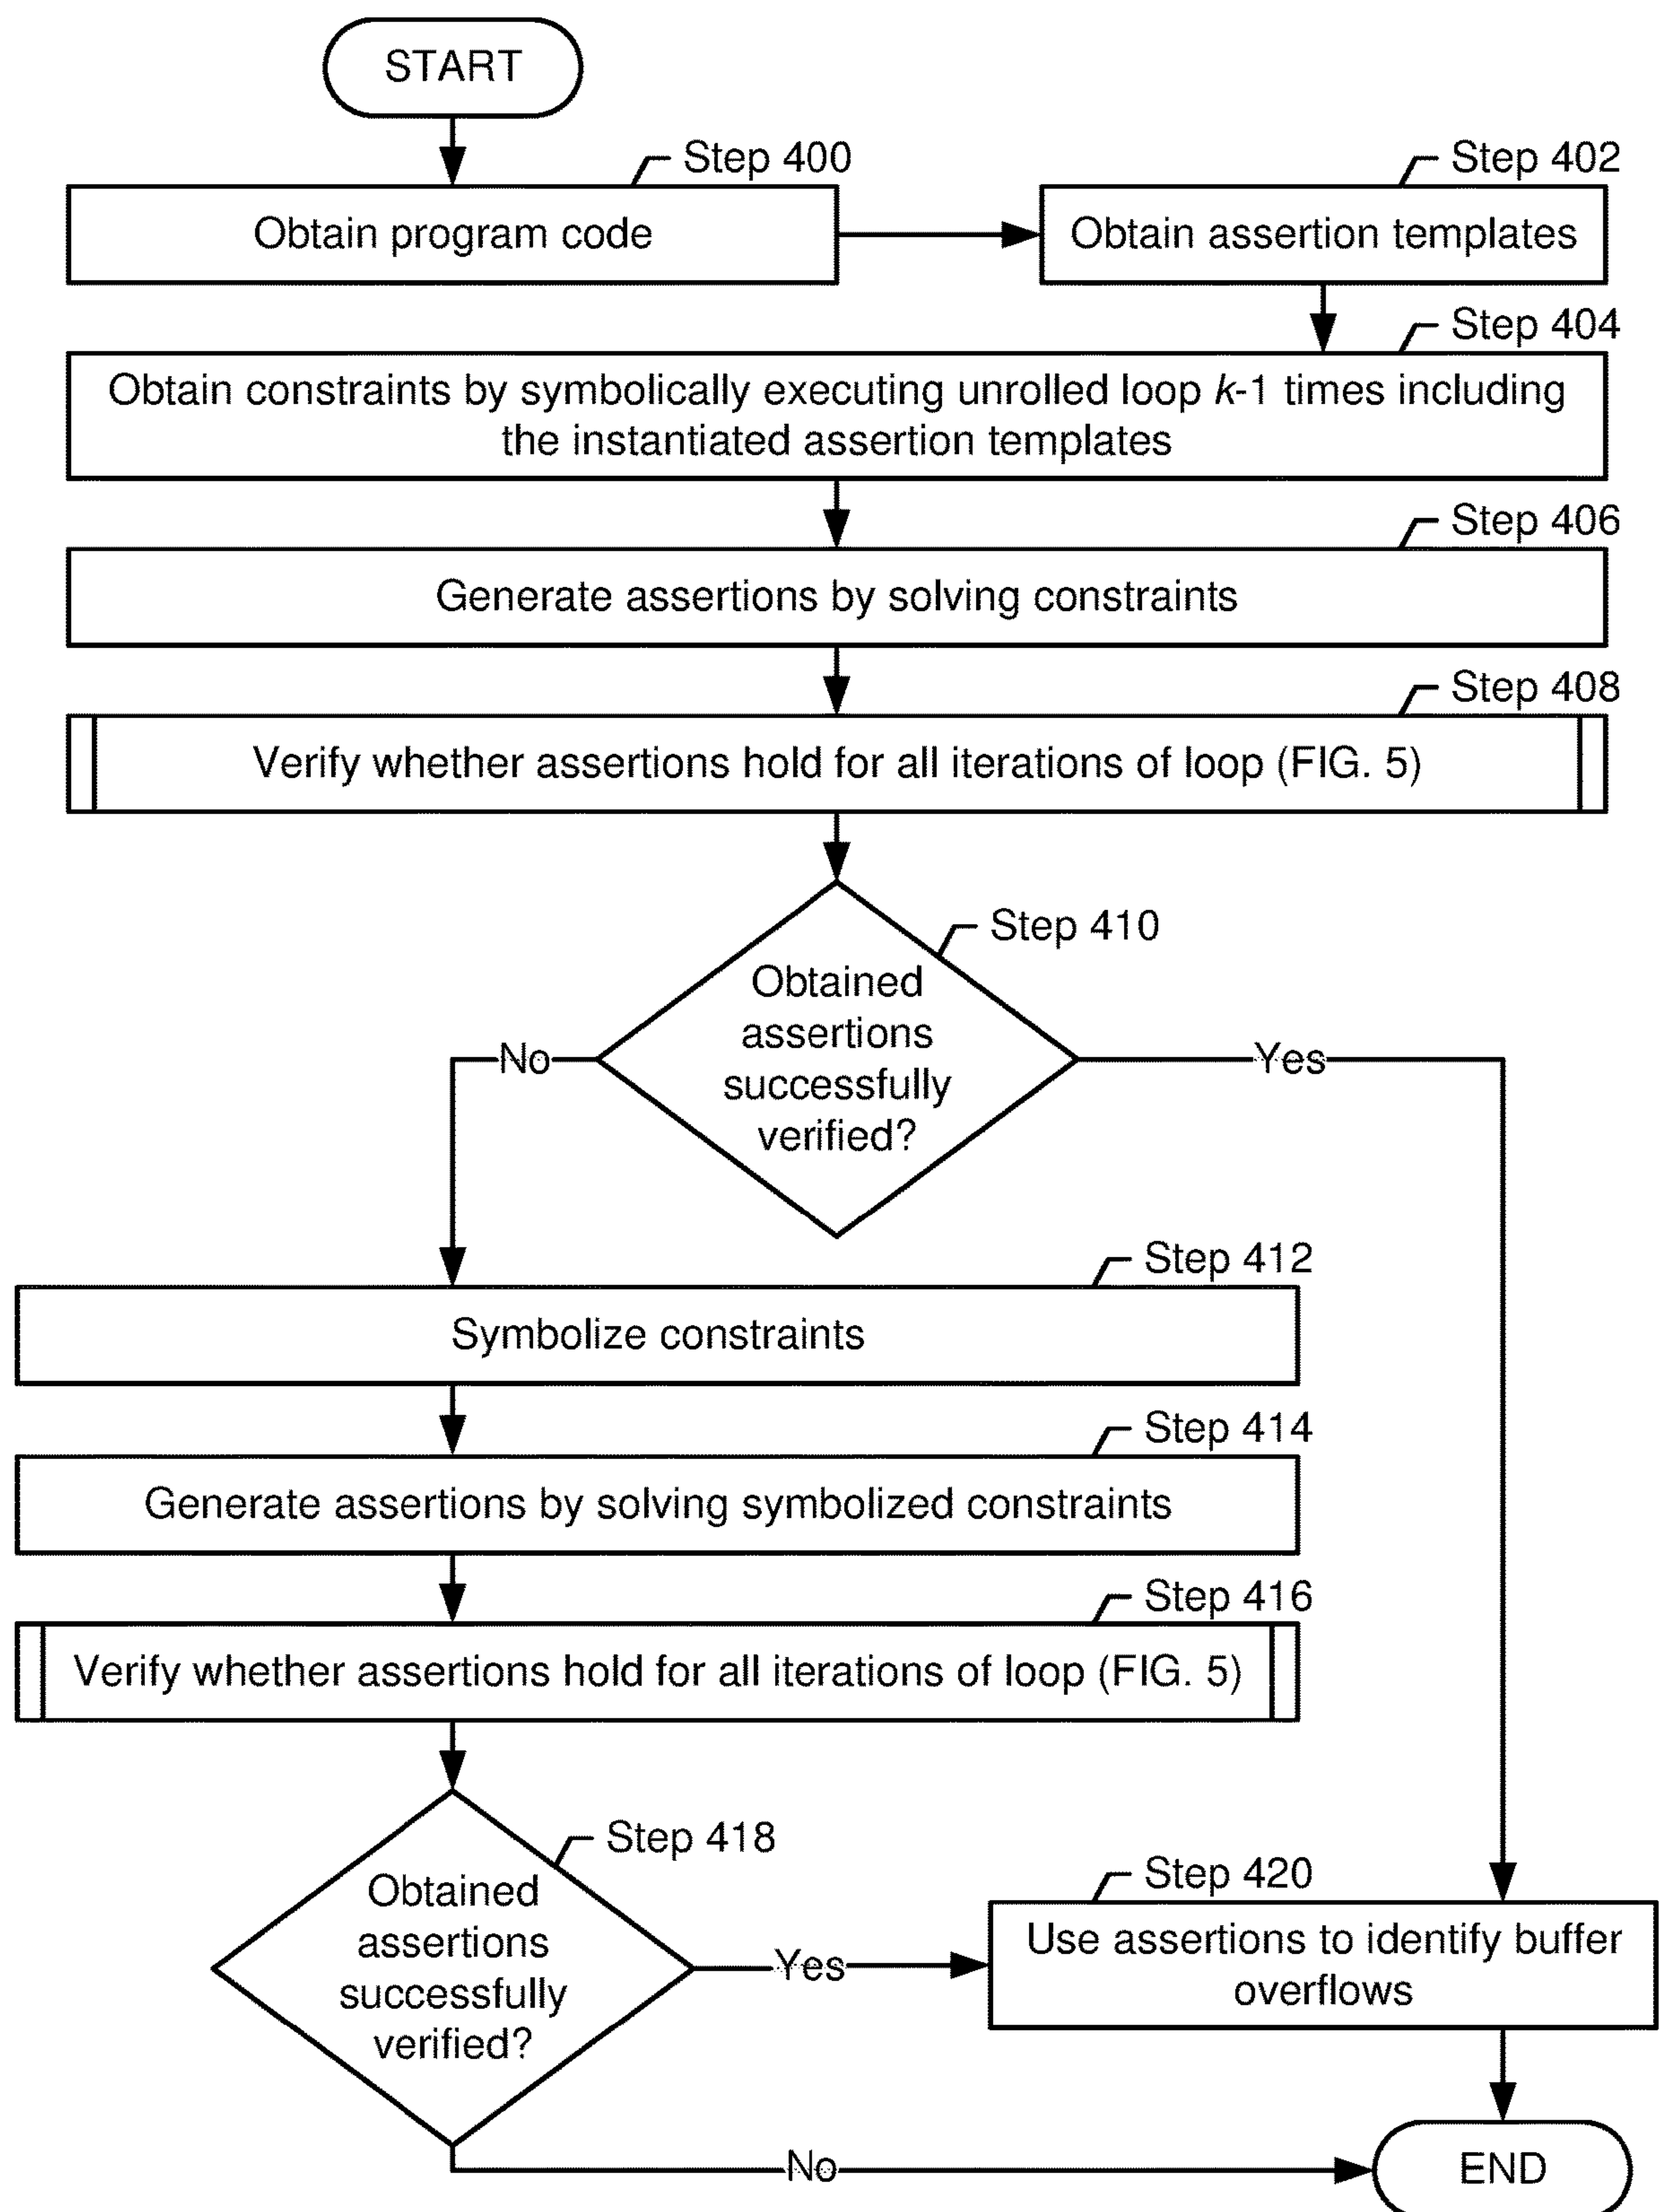 START
Step 400
Step 402
Obtain program code
Obtain assertion templates
Step 404
Obtain constraints by symbolically executing unrolled loop k-1 times including
the instantiated assertion templates
Step 406
Generate assertions by solving constraints
Step 408
Verify whether assertions hold for all iterations of loop (FIG. 5)
Step 410
Obtained
assertions
successfully
verified?
No
Yes
Step 412
Symbolize constraints
Step 414
Generate assertions by solving symbolized constraints
Step 416
Verify whether assertions hold for all iterations of loop (FIG. 5)
Step 418
Obtained
assertions
successfully
verified?
Yes
Step 420
Use assertions to identify buffer
overflows
No
END